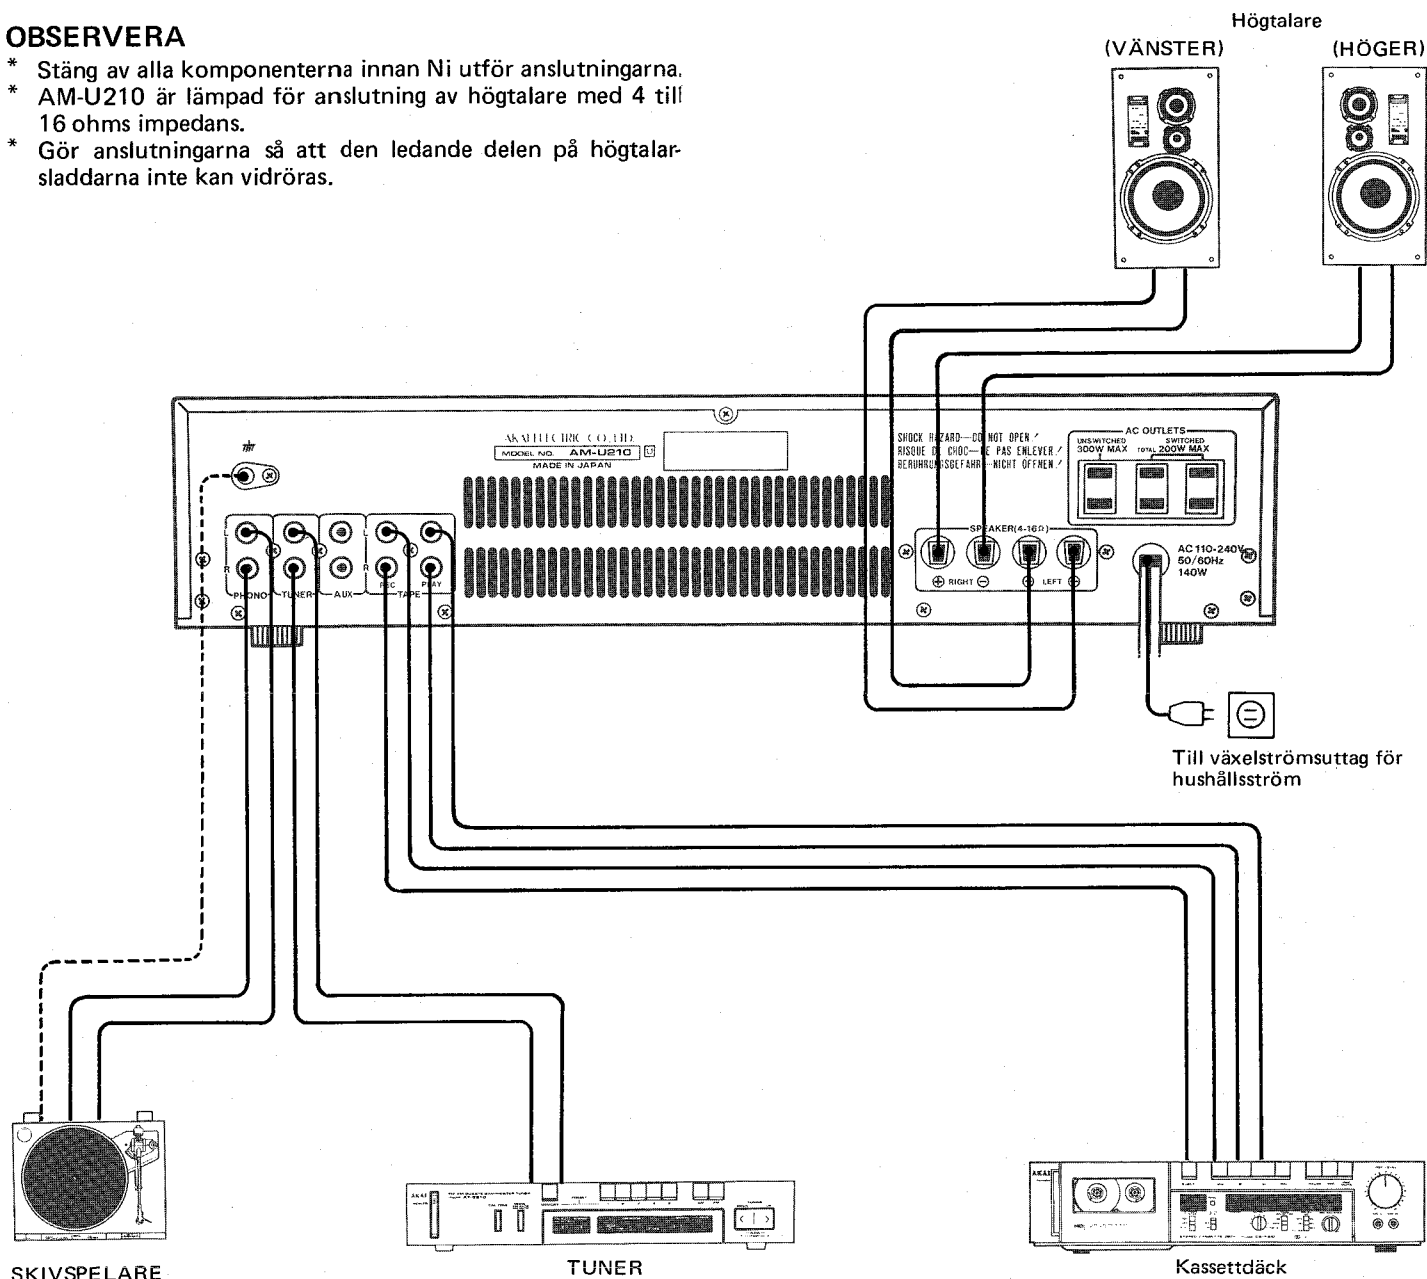 OBSERVERA
* Stäng av alla komponenterna innan Ni utför anslutningarna.
* AM-U210 är lämpad för anslutning av högtalare med 4 till
16 ohms impedans.
* Gör anslutningarna så att den ledande delen på högtalar-
sladdarna inte kan vidröras.
Högtalare
(VÄNSTER) (HÖGER)
AKAI ELECTRIC CO., LTD.
MODEL NO. AM-U210 U
MADE IN JAPAN
SHOCK HAZARD—DO NOT OPEN!
RISQUE DE CHOC—NE PAS ENLEVER!
BERÜHRUNGSGEFAHR—NICHT ÖFFNEN!
AC OUTLETS
UNSWITCHED SWITCHED
300W MAX TOTAL 200W MAX
L L
R R
REC PLAY
PHONO TUNER AUX TAPE
SPEAKER(4-16Ω)
+ RIGHT − LEFT
AC 110-240V
50/60Hz
140W
Till växelströmsuttag för
hushållsström
AKAI
AKAI
SKIVSPELARE
TUNER
Kassettdäck